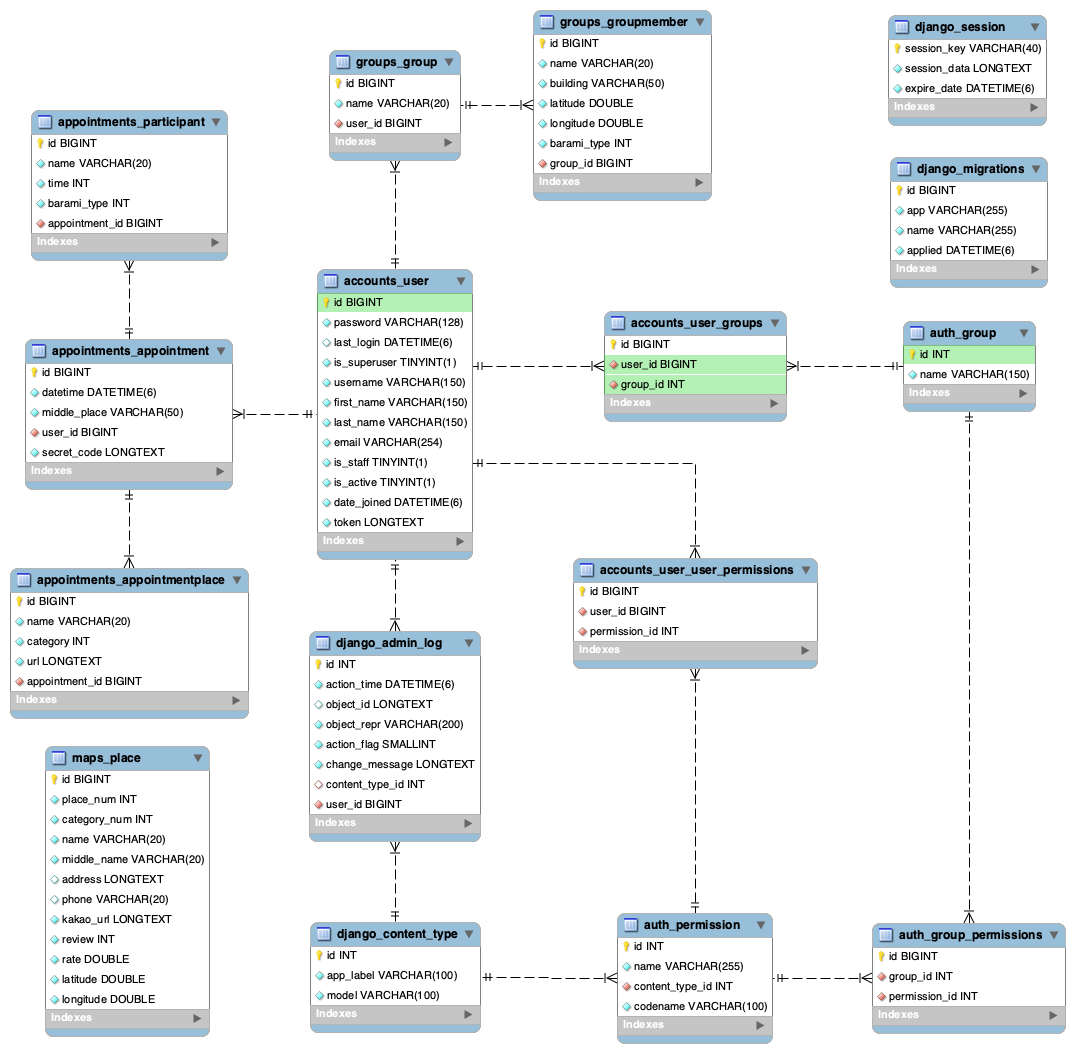 groups_groupmember
id BIGINT
name VARCHAR(20)
building VARCHAR(50)
latitude DOUBLE
longitude DOUBLE
barami_type INT
group_id BIGINT
Indexes
django_session
session_key VARCHAR(40)
session_data LONGTEXT
expire_date DATETIME(6)
Indexes
groups_group
id BIGINT
name VARCHAR(20)
user_id BIGINT
Indexes
appointments_participant
id BIGINT
name VARCHAR(20)
time INT
barami_type INT
appointment_id BIGINT
Indexes
django_migrations
id BIGINT
app VARCHAR(255)
name VARCHAR(255)
applied DATETIME(6)
Indexes
accounts_user
id BIGINT
password VARCHAR(128)
last_login DATETIME(6)
is_superuser TINYINT(1)
username VARCHAR(150)
first_name VARCHAR(150)
last_name VARCHAR(150)
email VARCHAR(254)
is_staff TINYINT(1)
is_active TINYINT(1)
date_joined DATETIME(6)
token LONGTEXT
Indexes
accounts_user_groups
id BIGINT
user_id BIGINT
group_id INT
Indexes
auth_group
id INT
name VARCHAR(150)
Indexes
appointments_appointment
id BIGINT
datetime DATETIME(6)
middle_place VARCHAR(50)
user_id BIGINT
secret_code LONGTEXT
Indexes
accounts_user_user_permissions
id BIGINT
user_id BIGINT
permission_id INT
Indexes
appointments_appointmentplace
id BIGINT
name VARCHAR(20)
category INT
url LONGTEXT
appointment_id BIGINT
Indexes
django_admin_log
id INT
action_time DATETIME(6)
object_id LONGTEXT
object_repr VARCHAR(200)
action_flag SMALLINT
change_message LONGTEXT
content_type_id INT
user_id BIGINT
Indexes
maps_place
id BIGINT
place_num INT
category_num INT
name VARCHAR(20)
middle_name VARCHAR(20)
address LONGTEXT
phone VARCHAR(20)
kakao_url LONGTEXT
review INT
rate DOUBLE
latitude DOUBLE
longitude DOUBLE
Indexes
django_content_type
id INT
app_label VARCHAR(100)
model VARCHAR(100)
Indexes
auth_permission
id INT
name VARCHAR(255)
content_type_id INT
codename VARCHAR(100)
Indexes
auth_group_permissions
id BIGINT
group_id INT
permission_id INT
Indexes